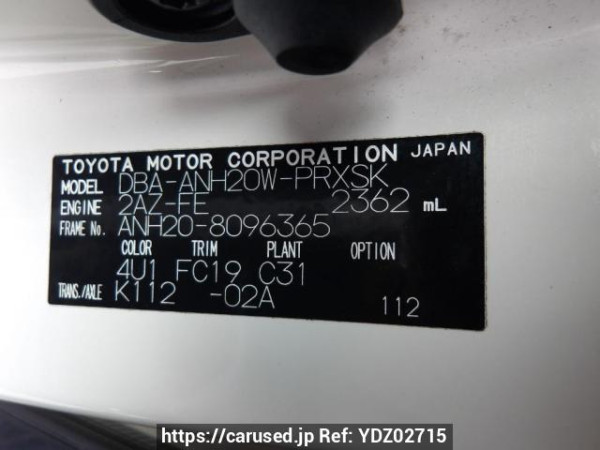 TOYOTA MOTOR CORPORATION JAPAN
MODEL DBA-ANH20W-PRXSK
ENGINE 2AZ-FE 2362 mL
FRAME No. ANH20-8096365
COLOR TRIM PLANT OPTION
4U1 FC19 C31
TRANS./AXLE K112 -02A
112
https://carused.jp Ref: YDZ02715